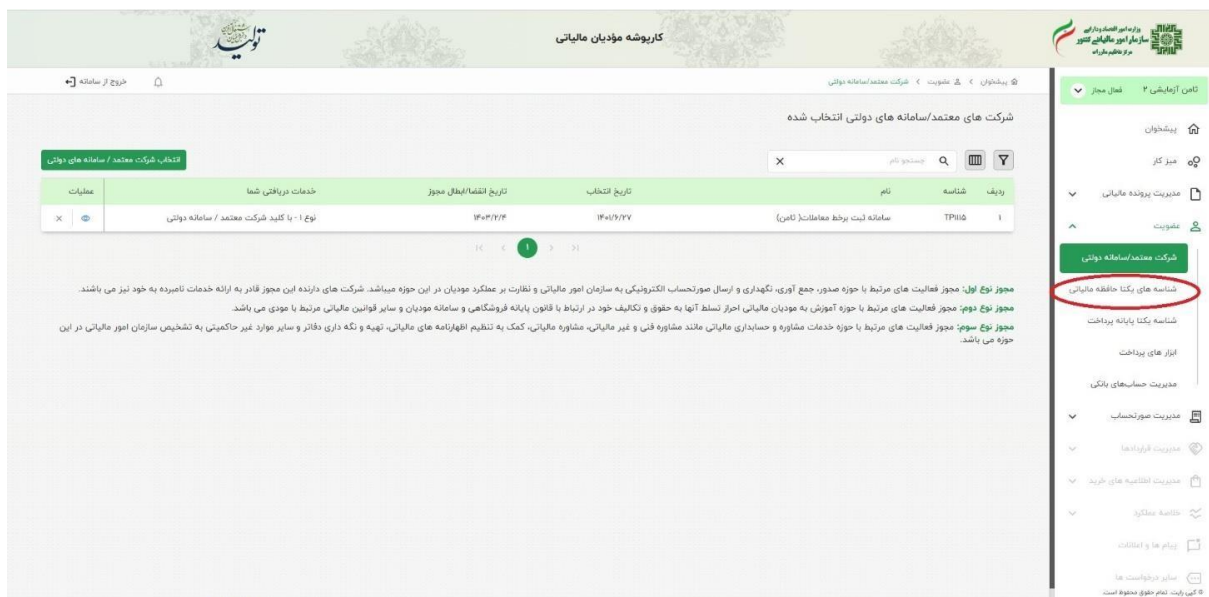 وزارت امور اقتصاد و دارایی
سازمان امور مالیاتی کشور
کارپوشه مؤدیان مالیاتی
تولید
ثامن آزمایشی ۲ فعال مجاز
پیشخوان
میز کار
مدیریت پرونده مالیاتی
عضویت
شرکت معتمد/سامانه دولتی
شناسه های یکتا حافظه مالیاتی
شناسه یکتا پایانه پرداخت
ابزار های پرداخت
مدیریت حساب‌های بانکی
مدیریت صورتحساب
مدیریت قراردادها
مدیریت اطلاعیه های خرید
خلاصه عملکرد
پیام ها و اعلانات
سایر درخواست ها
© کپی رایت. تمام حقوق محفوظ است.
پیشخوان > عضویت > شرکت معتمد/سامانه دولتی
خروج از سامانه
شرکت های معتمد/سامانه های دولتی انتخاب شده
جستجو نام
انتخاب شرکت معتمد / سامانه های دولتی
ردیف شناسه نام تاریخ انتخاب تاریخ انقضا/ابطال مجوز خدمات دریافتی شما عملیات
۱ TP۱۱۱۵ سامانه ثبت برخط معاملات( ثامن) ۱۴۰۱/۶/۲۷ ۱۴۰۳/۲/۴ نوع ۱ - با کلید شرکت معتمد / سامانه دولتی
۱
مجوز نوع اول: مجوز فعالیت های مرتبط با حوزه صدور، جمع آوری، نگهداری و ارسال صورتحساب الکترونیکی به سازمان امور مالیاتی و نظارت بر عملکرد مودیان در این حوزه میباشد. شرکت های دارنده این مجوز قادر به ارائه خدمات نامبرده به خود نیز می باشند.
مجوز نوع دوم: مجوز فعالیت های مرتبط با حوزه آموزش به مودیان مالیاتی احراز تسلط آنها به حقوق و تکالیف خود در ارتباط با قانون پایانه فروشگاهی و سامانه مودیان و سایر قوانین مالیاتی مرتبط با مودی می باشد.
مجوز نوع سوم: مجوز فعالیت های مرتبط با حوزه خدمات مشاوره و حسابداری مالیاتی مانند مشاوره فنی و غیر مالیاتی، مشاوره مالیاتی، کمک به تنظیم اظهارنامه های مالیاتی، تهیه و نگه داری دفاتر و سایر موارد غیر حاکمیتی به تشخیص سازمان امور مالیاتی در این
حوزه می باشد.